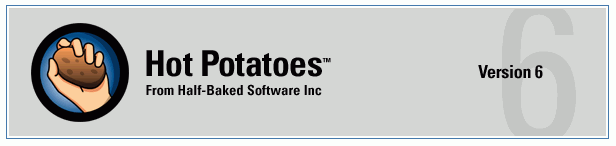 Hot Potatoes™
From Half-Baked Software Inc
Version 6
6